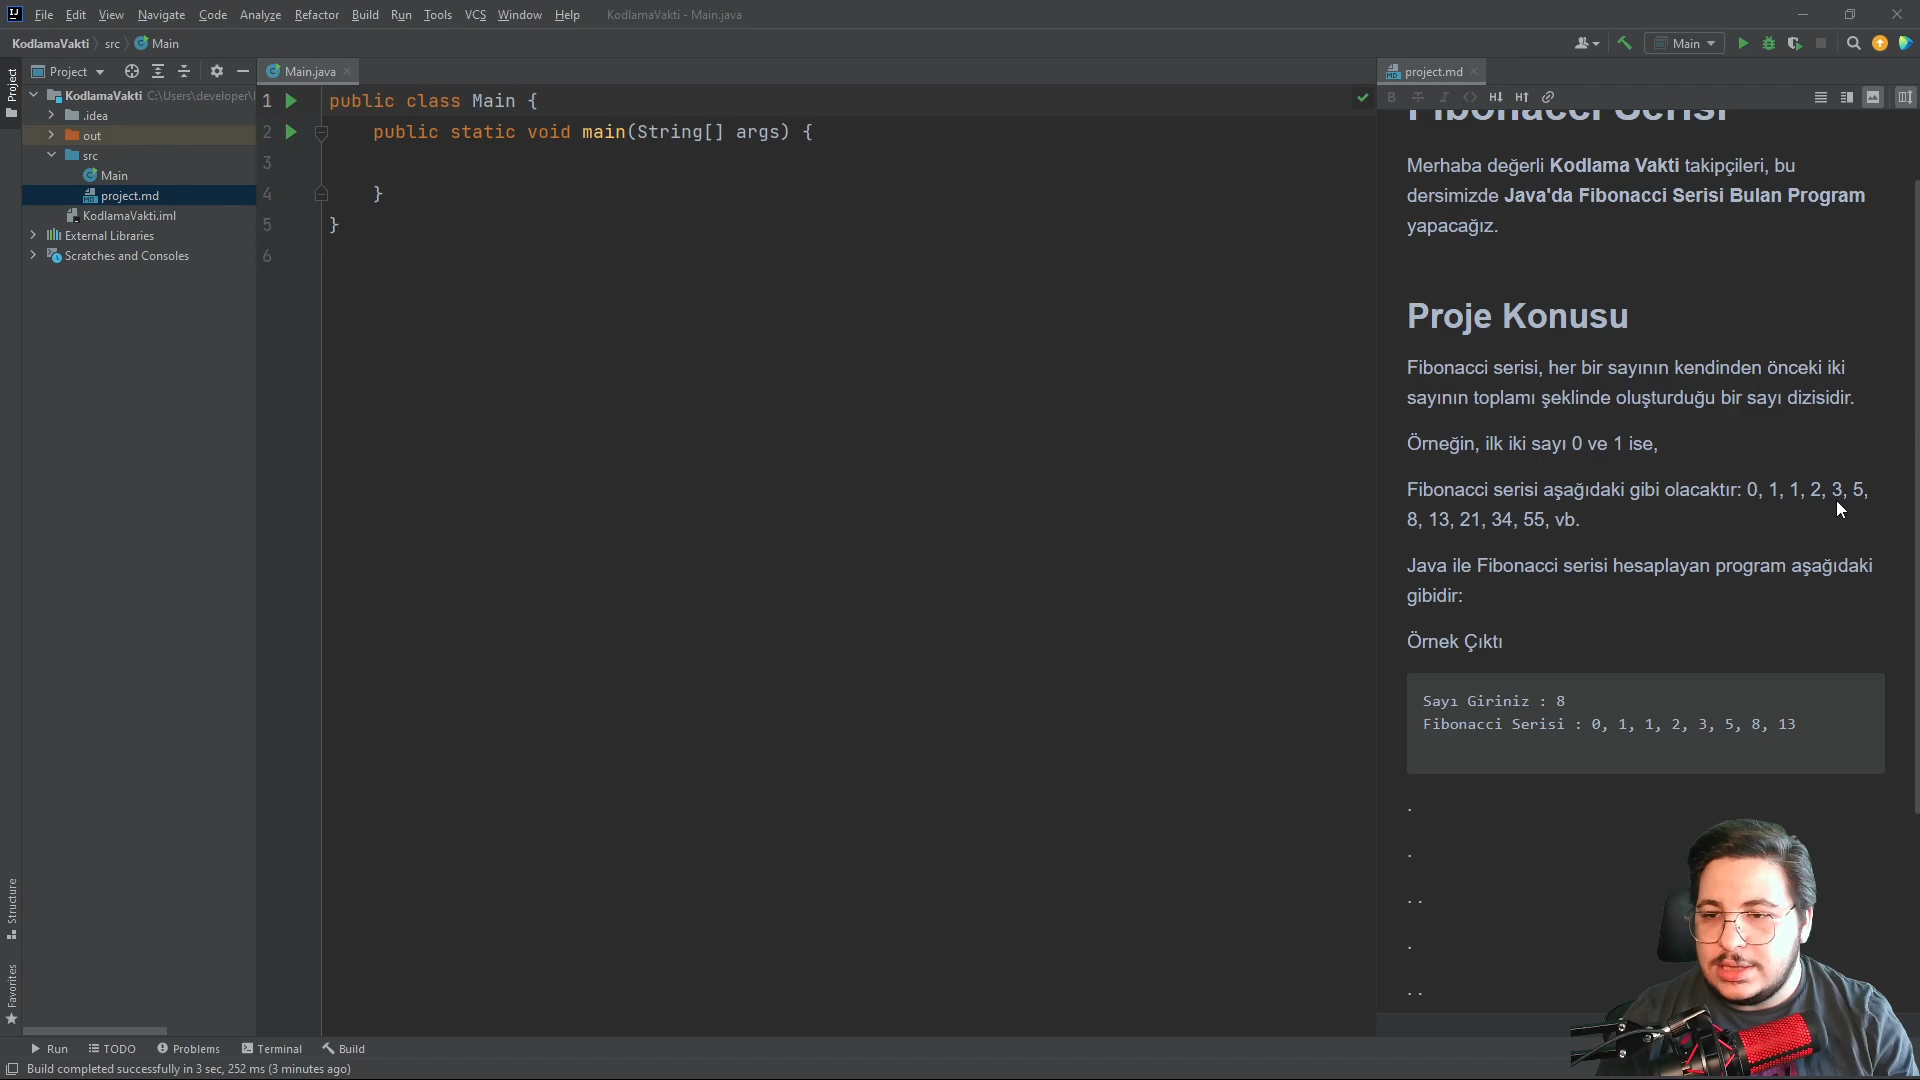 File Edit View Navigate Code Analyze Refactor Build Run Tools VCS Window Help KodlamaVakti - Main.java
KodlamaVakti src Main
Main
Project
Main.java
project.md
Project
KodlamaVakti C:\Users\developer\
.idea
out
src
Main
project.md
KodlamaVakti.iml
External Libraries
Scratches and Consoles
1 public class Main {
2 public static void main(String[] args) {
3
4 }
5 }
6
Fibonacci Serisi
Merhaba değerli Kodlama Vakti takipçileri, bu
dersimizde Java'da Fibonacci Serisi Bulan Program
yapacağız.
Proje Konusu
Fibonacci serisi, her bir sayının kendinden önceki iki
sayının toplamı şeklinde oluşturduğu bir sayı dizisidir.
Örneğin, ilk iki sayı 0 ve 1 ise,
Fibonacci serisi aşağıdaki gibi olacaktır: 0, 1, 1, 2, 3, 5,
8, 13, 21, 34, 55, vb.
Java ile Fibonacci serisi hesaplayan program aşağıdaki
gibidir:
Örnek Çıktı
Sayı Giriniz : 8
Fibonacci Serisi : 0, 1, 1, 2, 3, 5, 8, 13
.
.
. .
.
. .
Structure
Favorites
Run TODO Problems Terminal Build
Build completed successfully in 3 sec, 252 ms (3 minutes ago)